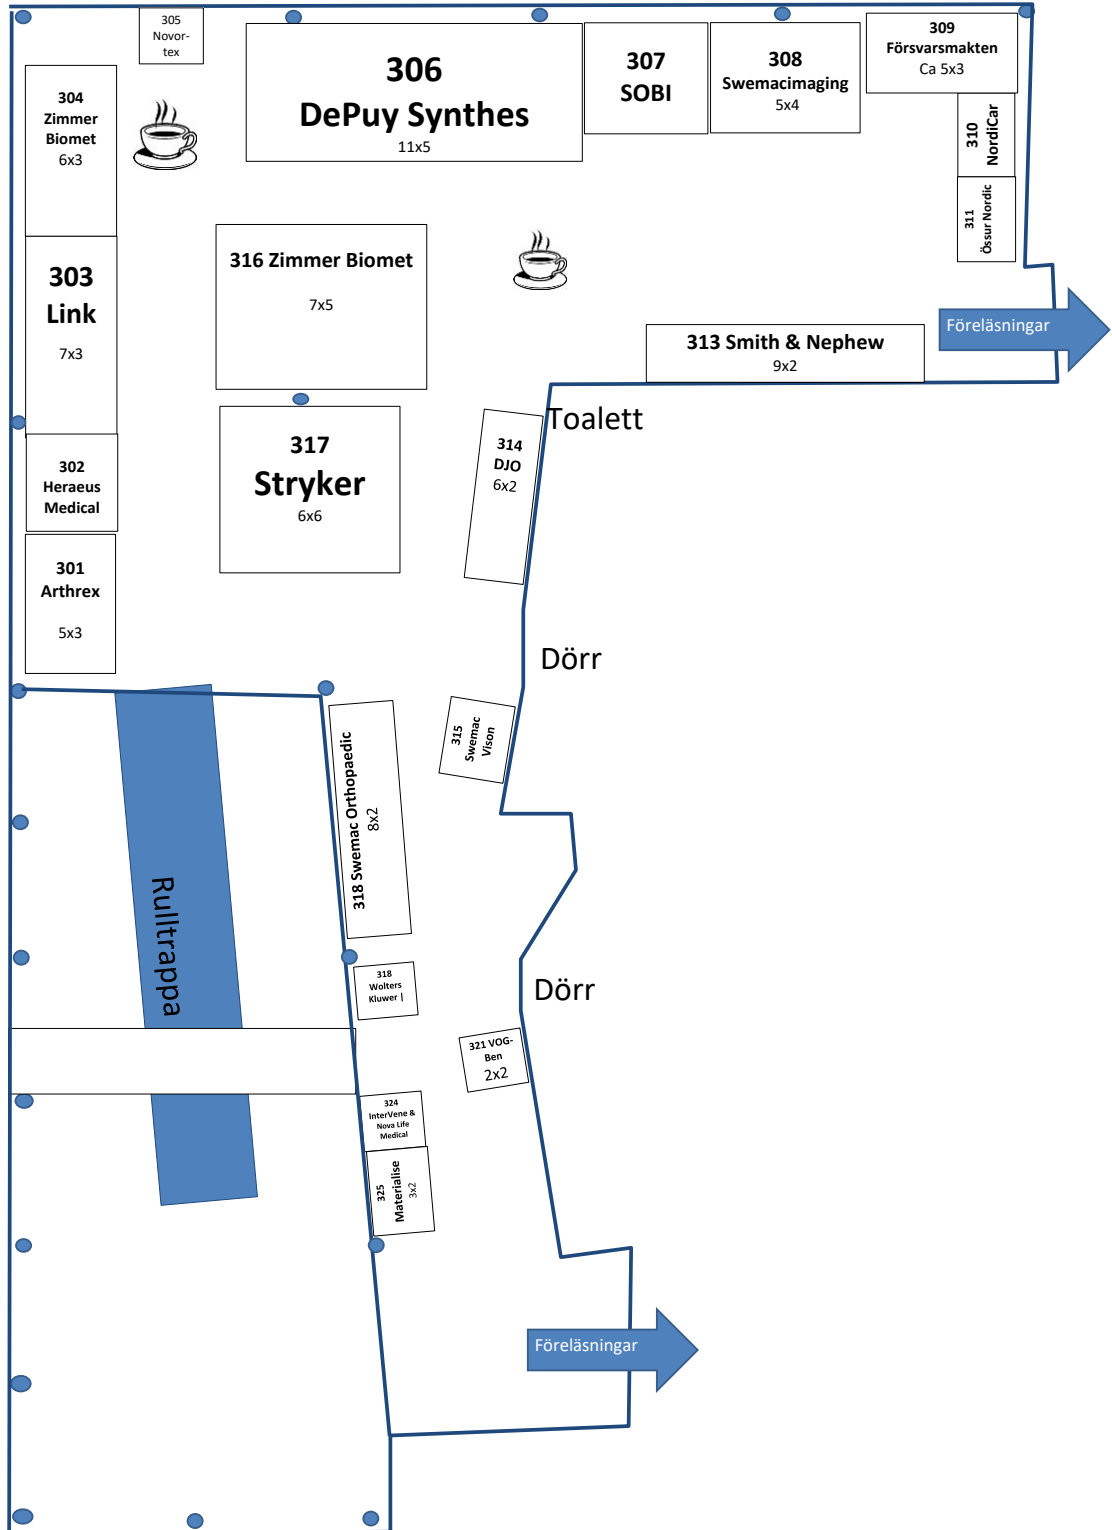 305
Novor-
tex
306
DePuy Synthes
11x5
307
SOBI
308
Swemacimaging
5x4
309
Försvarsmakten
Ca 5x3
304
Zimmer
Biomet
6x3
310
NordiCar
311
Össur Nordic
303
Link
7x3
316 Zimmer Biomet
7x5
Föreläsningar
313 Smith & Nephew
9x2
Toalett
317
Stryker
6x6
314
DJO
6x2
302
Heraeus
Medical
301
Arthrex
5x3
Dörr
315
Swemac
Vison
318 Swemac Orthopaedic
8x2
Rulltrappa
318
Wolters
Kluwer |
Dörr
321 VOG-
Ben
2x2
324
InterVene &
Nova Life
Medical
325
Materialise
3x2
Föreläsningar